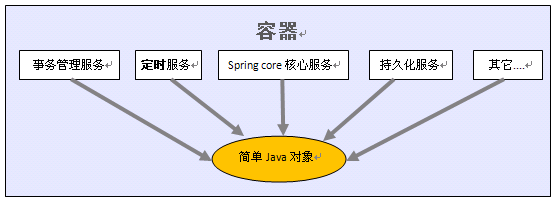 容器
事务管理服务
定时服务
Spring core 核心服务
持久化服务
其它....
简单 Java 对象